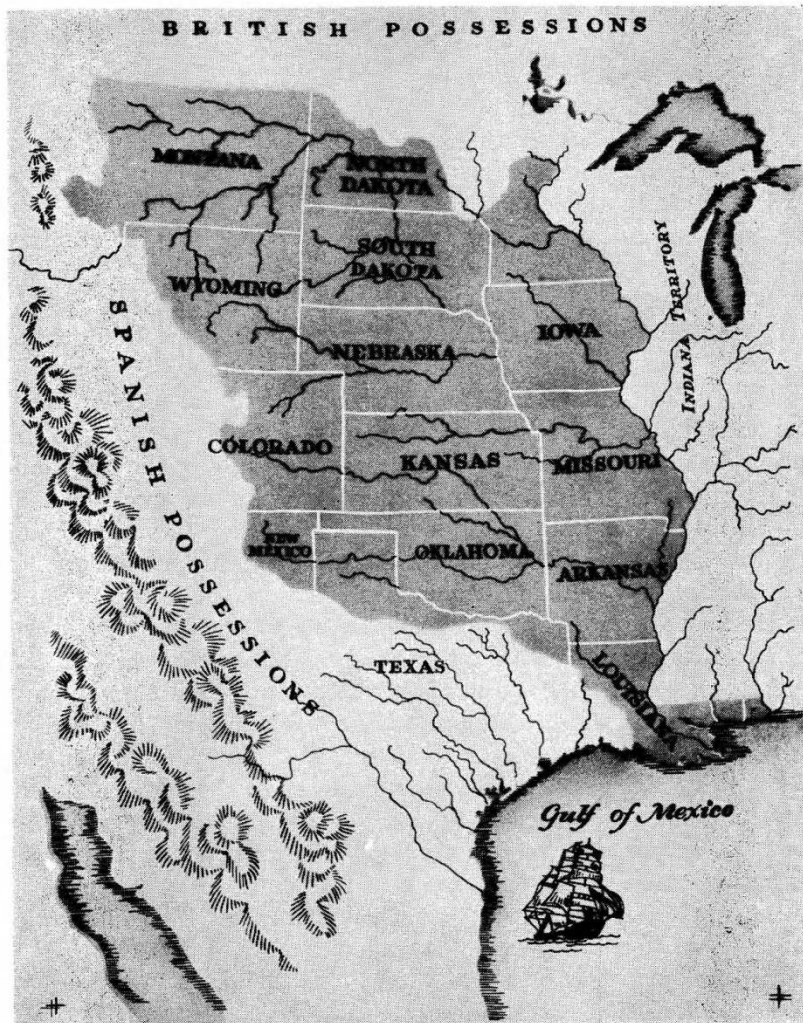 BRITISH POSSESSIONS
MONTANA
NORTH
DAKOTA
SOUTH
DAKOTA
WYOMING
INDIANA TERRITORY
IOWA
NEBRASKA
SPANISH POSSESSIONS
COLORADO
KANSAS
MISSOURI
NEW
MEXICO
OKLAHOMA
ARKANSAS
TEXAS
LOUISIANA
Gulf of Mexico